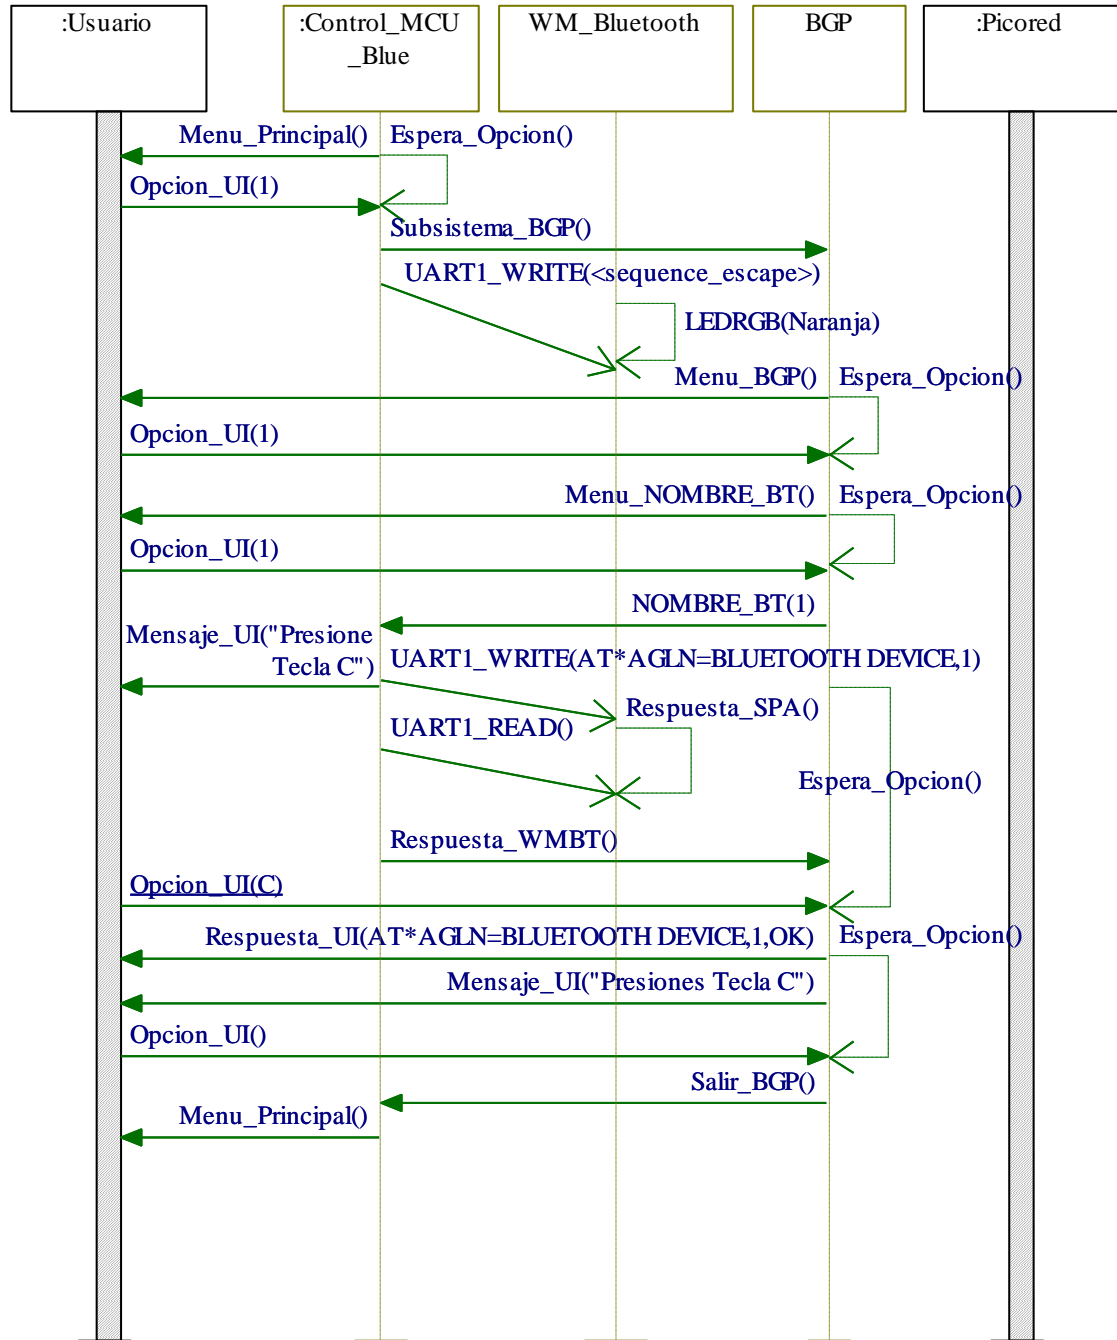 :Usuario
:Control_MCU
_Blue
WM_Bluetooth
BGP
:Picored
Menu_Principal()
Espera_Opcion()
Opcion_UI(1)
Subsistema_BGP()
UART1_WRITE(<sequence_escape>)
LEDRGB(Naranja)
Menu_BGP()
Espera_Opcion()
Opcion_UI(1)
Menu_NOMBRE_BT()
Espera_Opcion()
Opcion_UI(1)
NOMBRE_BT(1)
Mensaje_UI("Presione
Tecla C")
UART1_WRITE(AT*AGLN=BLUETOOTH DEVICE,1)
Respuesta_SPA()
UART1_READ()
Espera_Opcion()
Respuesta_WMBT()
Opcion_UI(C)
Respuesta_UI(AT*AGLN=BLUETOOTH DEVICE,1,OK)
Espera_Opcion()
Mensaje_UI("Presiones Tecla C")
Opcion_UI()
Salir_BGP()
Menu_Principal()